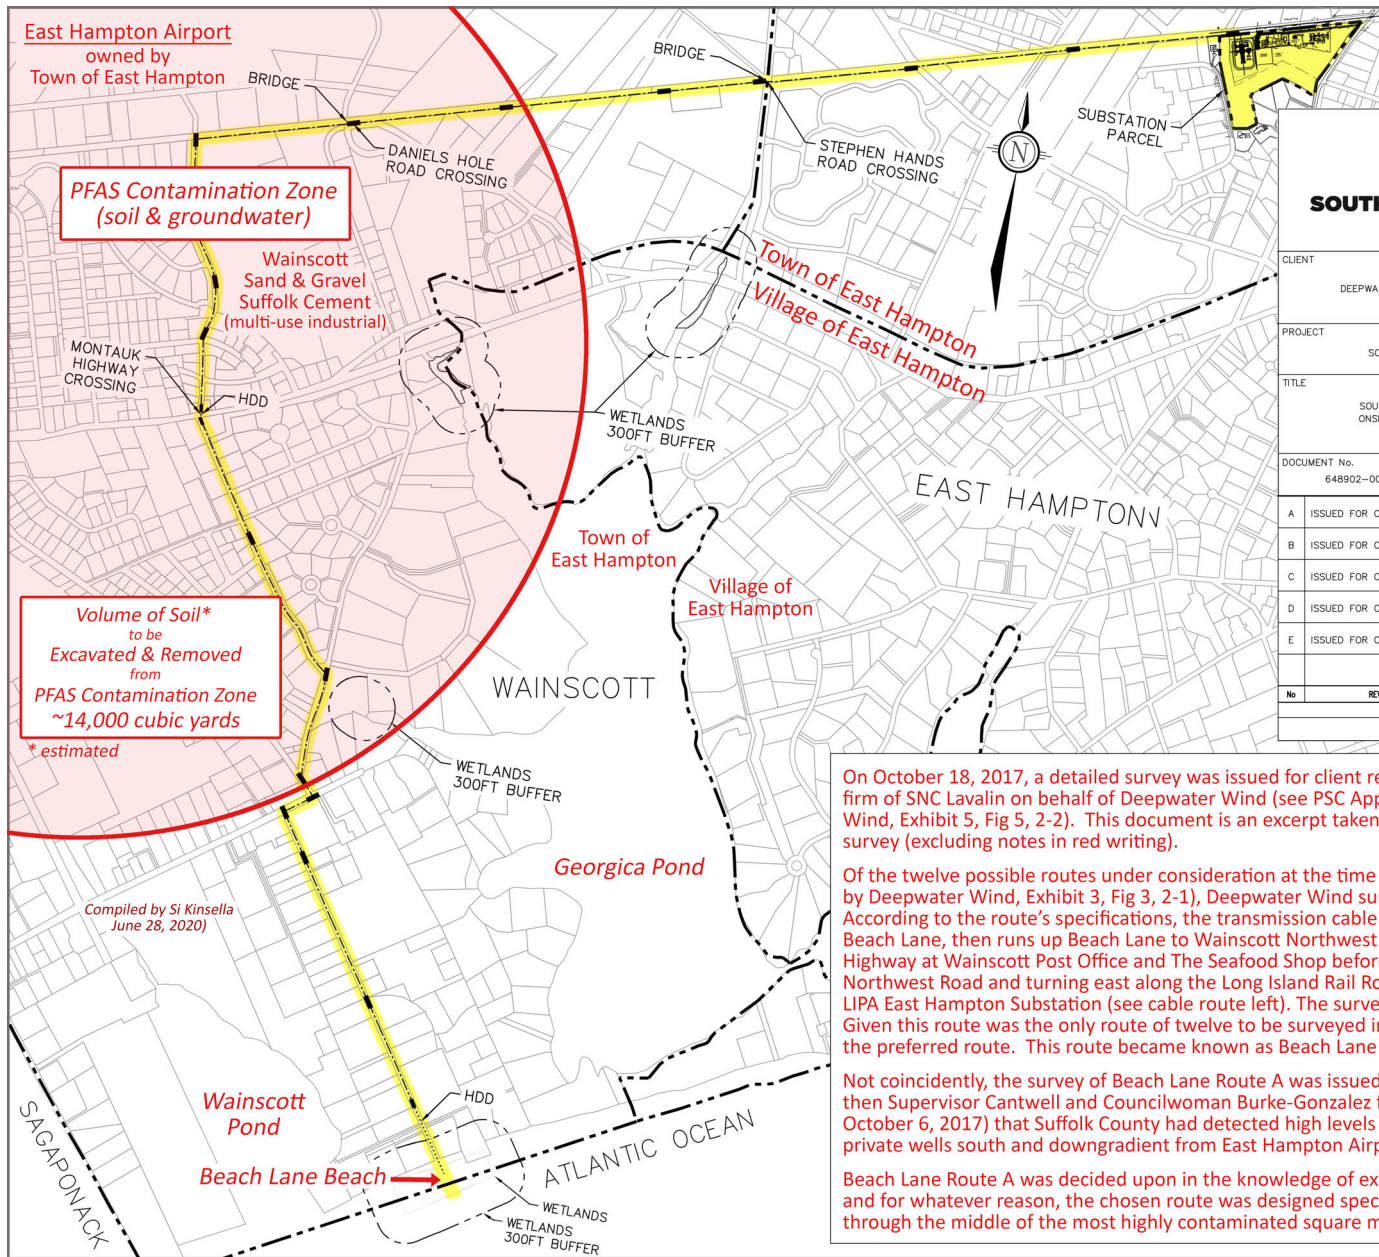 East Hampton Airport
owned by
Town of East Hampton
BRIDGE
DANIELS HOLE
ROAD CROSSING
BRIDGE
STEPHEN HANDS
ROAD CROSSING
SUBSTATION
PARCEL
N
PFAS Contamination Zone
(soil & groundwater)
Wainscott
Sand & Gravel
Suffolk Cement
(multi-use industrial)
MONTAUK
HIGHWAY
CROSSING
HDD
WETLANDS
300FT BUFFER
Town of East Hampton
Village of East Hampton
EAST HAMPTON
Town of
East Hampton
Village of
East Hampton
Volume of Soil*
to be
Excavated & Removed
from
PFAS Contamination Zone
~14,000 cubic yards
* estimated
WAINSCOTT
WETLANDS
300FT BUFFER
Georgica Pond
Compiled by Si Kinsella
June 28, 2020)
Wainscott
Pond
HDD
Beach Lane Beach
ATLANTIC OCEAN
SAGAPONACK
WETLANDS
WETLANDS
300FT BUFFER
SOUTH
CLIENT
DEEPWA
PROJECT
SO
TITLE
SOU
ONS
DOCUMENT No.
648902-00
A ISSUED FOR C
B ISSUED FOR C
C ISSUED FOR C
D ISSUED FOR C
E ISSUED FOR C
No RE
On October 18, 2017, a detailed survey was issued for client re
firm of SNC Lavalin on behalf of Deepwater Wind (see PSC App
Wind, Exhibit 5, Fig 5, 2-2). This document is an excerpt taken
survey (excluding notes in red writing).
Of the twelve possible routes under consideration at the time
by Deepwater Wind, Exhibit 3, Fig 3, 2-1), Deepwater Wind su
According to the route's specifications, the transmission cable
Beach Lane, then runs up Beach Lane to Wainscott Northwest
Highway at Wainscott Post Office and The Seafood Shop befor
Northwest Road and turning east along the Long Island Rail Ro
LIPA East Hampton Substation (see cable route left). The surve
Given this route was the only route of twelve to be surveyed i
the preferred route. This route became known as Beach Lane
Not coincidently, the survey of Beach Lane Route A was issued
then Supervisor Cantwell and Councilwoman Burke-Gonzalez
October 6, 2017) that Suffolk County had detected high levels
private wells south and downgradient from East Hampton Airp
Beach Lane Route A was decided upon in the knowledge of ex
and for whatever reason, the chosen route was designed spec
through the middle of the most highly contaminated square m